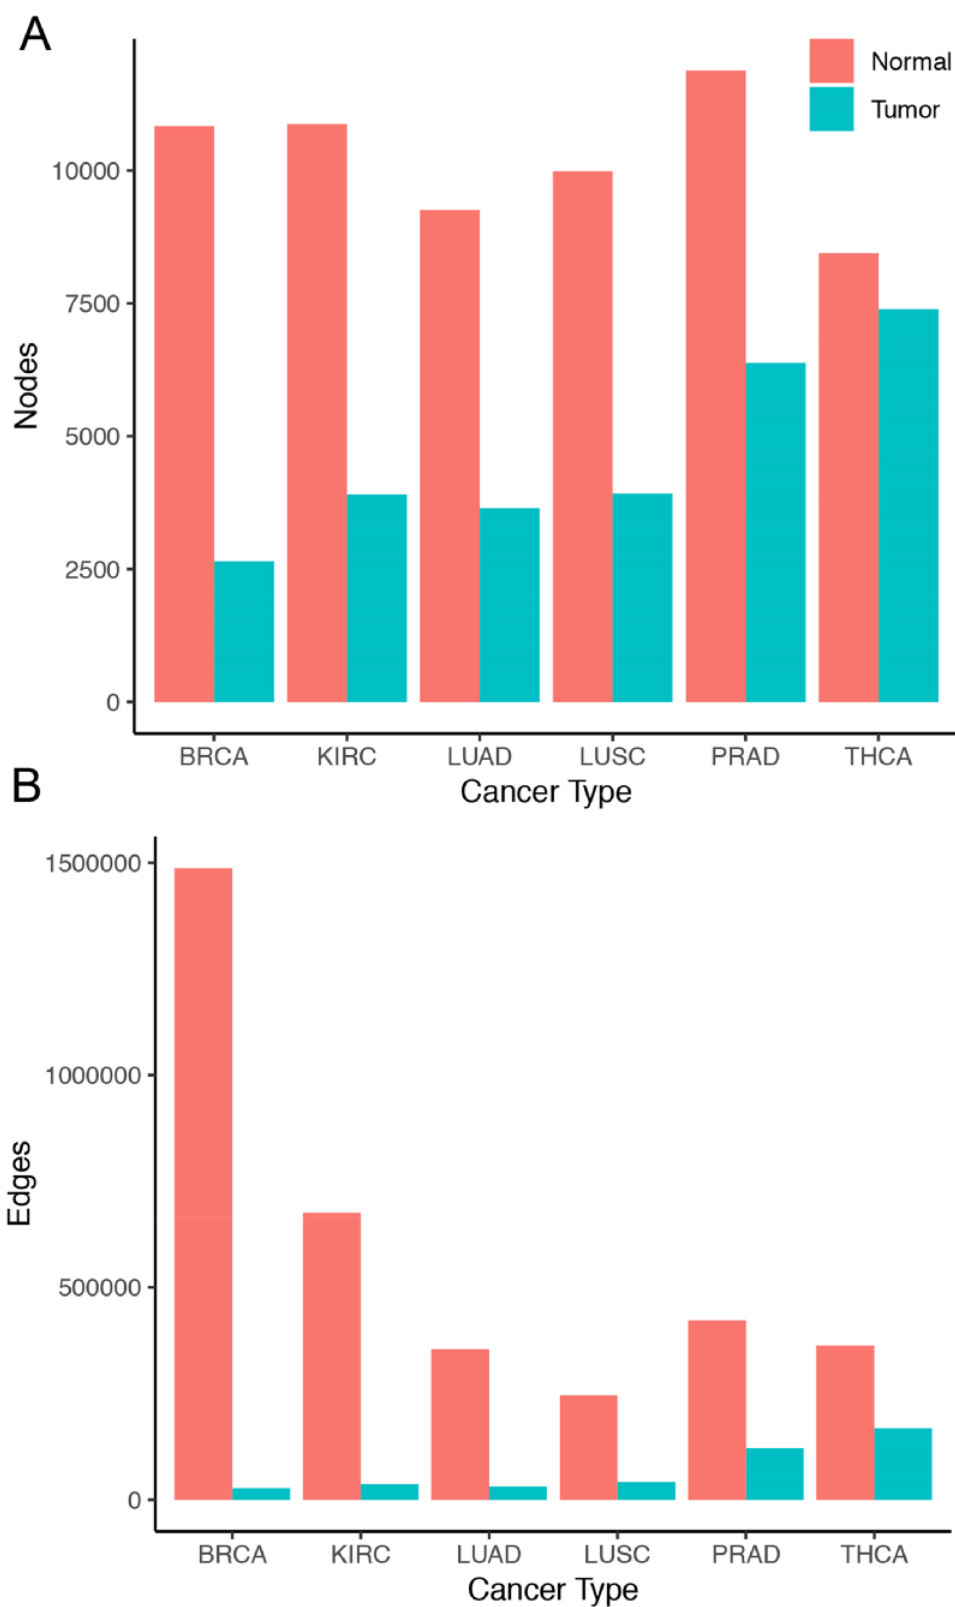 A
Normal
Tumor
10000
7500
5000
2500
0
Nodes
BRCA KIRC LUAD LUSC PRAD THCA
Cancer Type
B
1500000
1000000
500000
0
Edges
BRCA KIRC LUAD LUSC PRAD THCA
Cancer Type